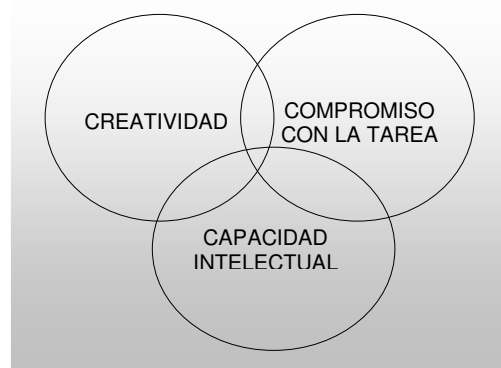 CREATIVIDAD
COMPROMISO
CON LA TAREA
CAPACIDAD
INTELECTUAL